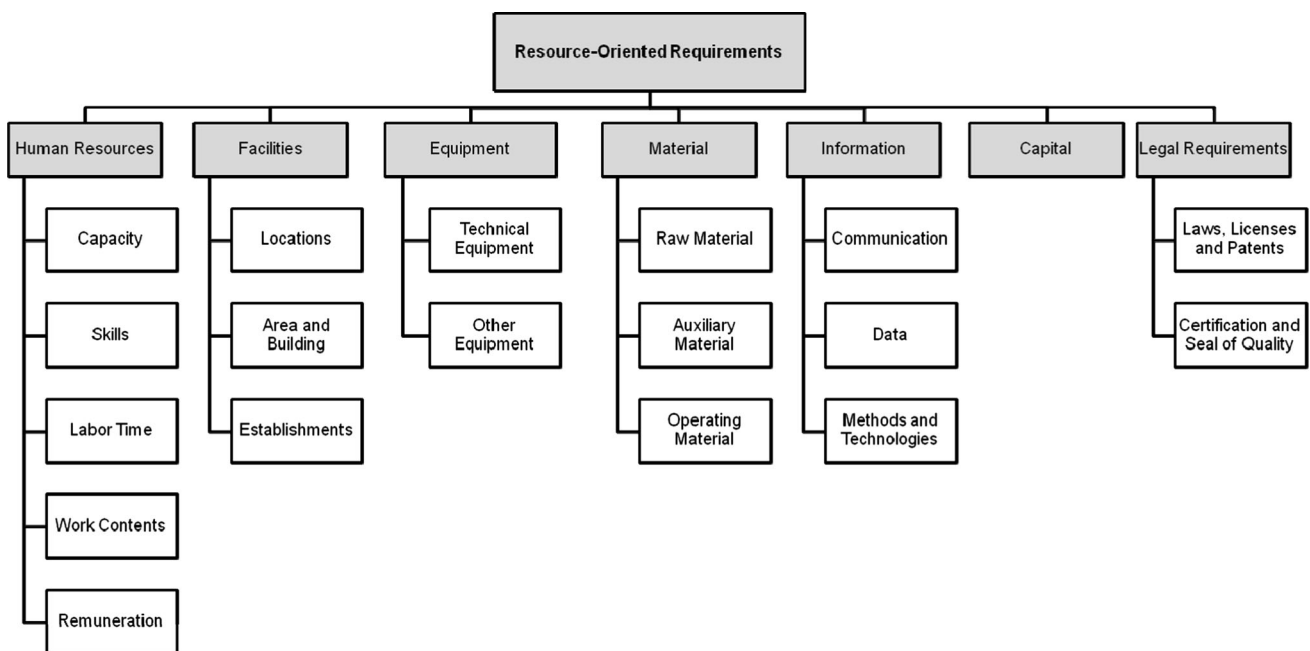 Resource-Oriented Requirements
Human Resources
Facilities
Equipment
Material
Information
Capital
Legal Requirements
Capacity
Skills
Labor Time
Work Contents
Remuneration
Locations
Area and
Building
Establishments
Technical
Equipment
Other
Equipment
Raw Material
Auxiliary
Material
Operating
Material
Communication
Data
Methods and
Technologies
Laws, Licenses
and Patents
Certification and
Seal of Quality